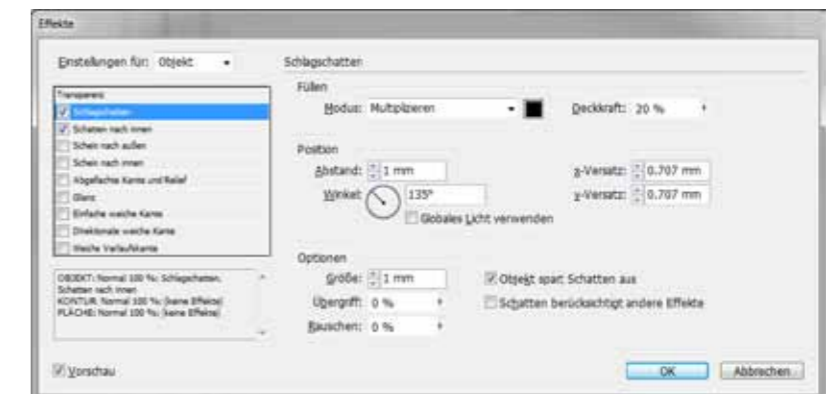 Effekte
Einstellungen für: Objekt
Schlagschatten
Transparenz
Schlagschatten
Schatten nach innen
Schein nach außen
Schein nach innen
Abgeflachte Kante und Relief
Glanz
Einfache weiche Kante
Direktionale weiche Kante
Weiche Verlaufskante
OBJEKT: Normal 100 %; Schlagschatten,
Schatten nach innen
KONTUR: Normal 100 %; (keine Effekte)
FLÄCHE: Normal 100 %; (keine Effekte)
Vorschau
Füllen
Modus: Multiplizieren
Deckkraft: 20 %
Position
Abstand: 1 mm
x-Versatz: 0.707 mm
Winkel: 135°
y-Versatz: 0.707 mm
Globales Licht verwenden
Optionen
Größe: 1 mm
Objekt spart Schatten aus
Übergriff: 0 %
Schatten berücksichtigt andere Effekte
Rauschen: 0 %
OK
Abbrechen